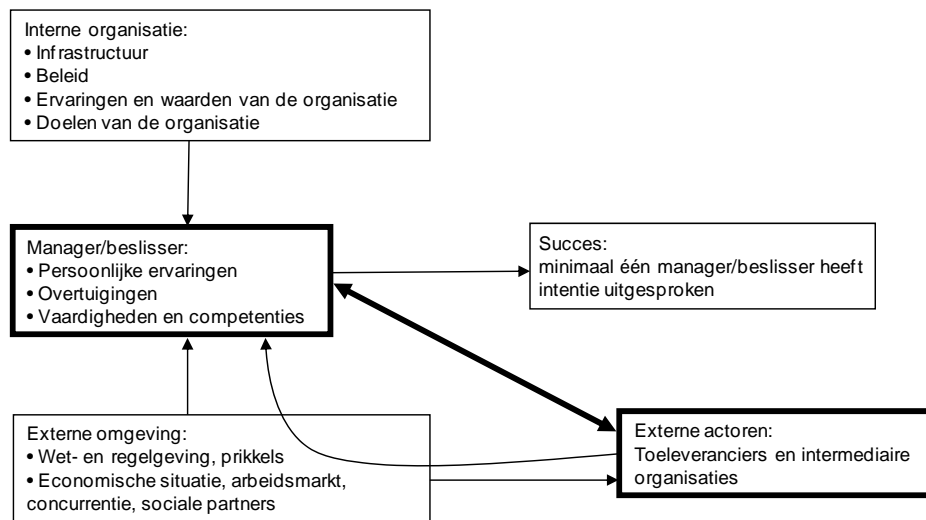 Interne organisatie:
• Infrastructuur
• Beleid
• Ervaringen en waarden van de organisatie
• Doelen van de organisatie
Manager/beslisser:
• Persoonlijke ervaringen
• Overtuigingen
• Vaardigheden en competenties
Succes:
minimaal één manager/beslisser heeft
intentie uitgesproken
Externe omgeving:
• Wet- en regelgeving, prikkels
• Economische situatie, arbeidsmarkt,
concurrentie, sociale partners
Externe actoren:
Toeleveranciers en intermediaire
organisaties